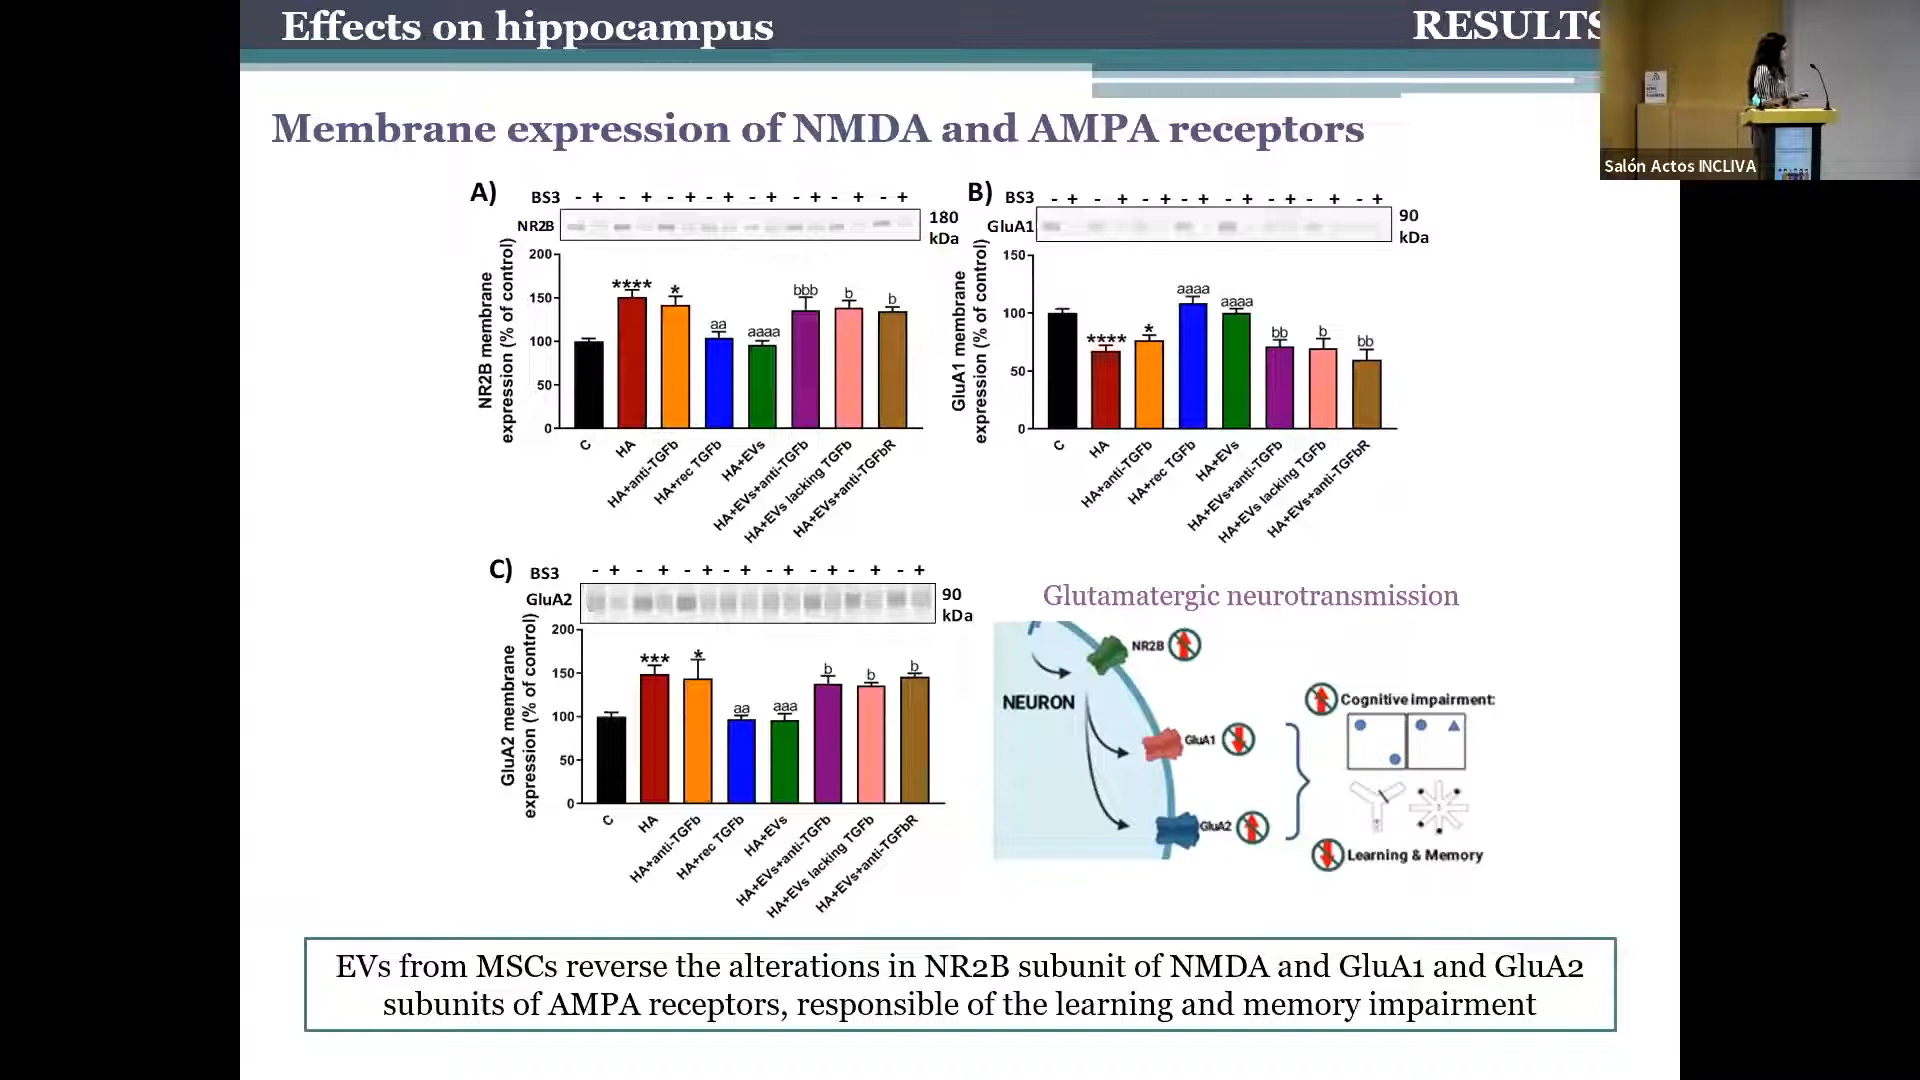 Effects on hippocampus
RESULTS
Salón Actos INCLIVA
Membrane expression of NMDA and AMPA receptors
A)
BS3 - + - + - + - + - + - + - + - +
NR2B
180
kDa
NR2B membrane
expression (% of control)
200
150
100
50
0
**** * aa aaaa bbb b b
C
HA
HA+anti-TGFb
HA+rec TGFb
HA+EVs
HA+EVs+anti-TGFb
HA+EVs lacking TGFb
HA+EVs+anti-TGFbR
B)
BS3 - + - + - + - + - + - + - + - +
GluA1
90
kDa
GluA1 membrane
expression (% of control)
150
100
50
0
**** * aaaa aaaa bb b bb
C
HA
HA+anti-TGFb
HA+rec TGFb
HA+EVs
HA+EVs+anti-TGFb
HA+EVs lacking TGFb
HA+EVs+anti-TGFbR
C)
BS3 - + - + - + - + - + - + - + - +
GluA2
90
kDa
GluA2 membrane
expression (% of control)
200
150
100
50
0
*** * aa aaa b b b
C
HA
HA+anti-TGFb
HA+rec TGFb
HA+EVs
HA+EVs+anti-TGFb
HA+EVs lacking TGFb
HA+EVs+anti-TGFbR
Glutamatergic neurotransmission
NR2B
NEURON
GluA1
GluA2
Cognitive impairment:
Learning & Memory
EVs from MSCs reverse the alterations in NR2B subunit of NMDA and GluA1 and GluA2
subunits of AMPA receptors, responsible of the learning and memory impairment